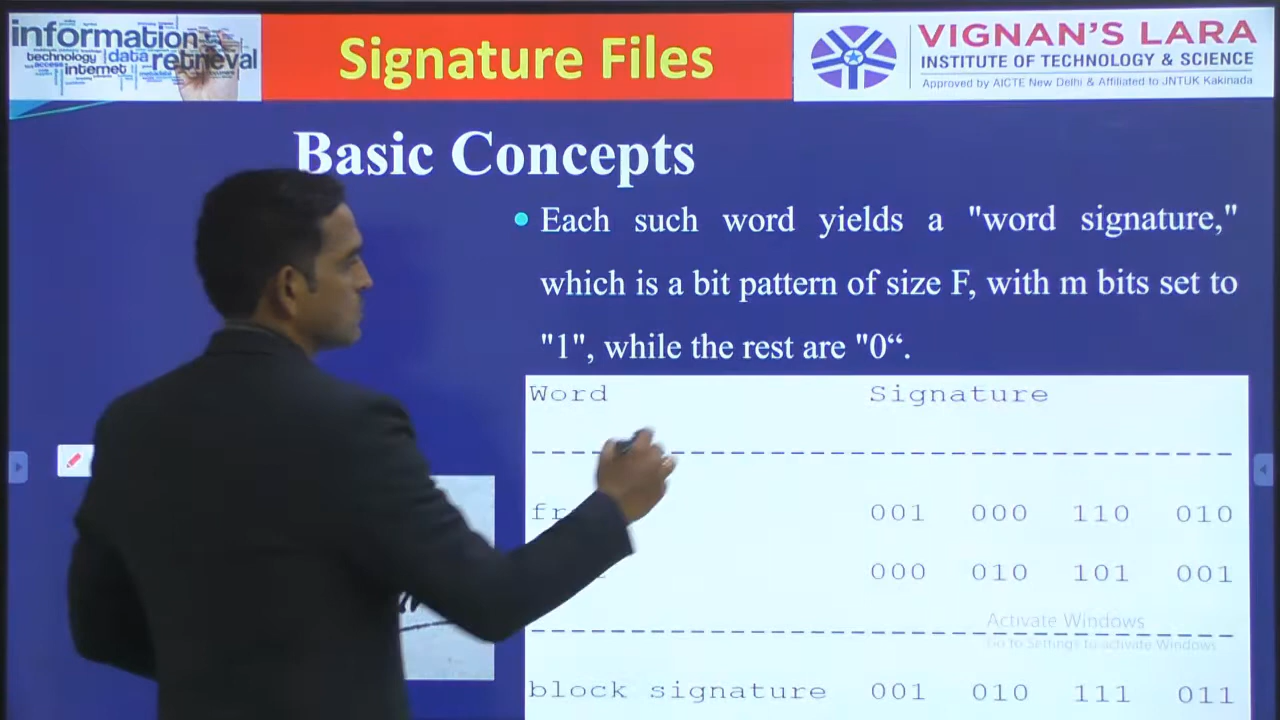 information
technology data retrieval
internet
Signature Files
VIGNAN'S LARA
INSTITUTE OF TECHNOLOGY & SCIENCE
Approved by AICTE New Delhi & Affiliated to JNTUK Kakinada
Basic Concepts
Each such word yields a "word signature,"
which is a bit pattern of size F, with m bits set to
"1", while the rest are "0“.
Word Signature
001 000 110 010
000 010 101 001
Activate Windows
Go to Settings to activate Windows
block signature 001 010 111 011